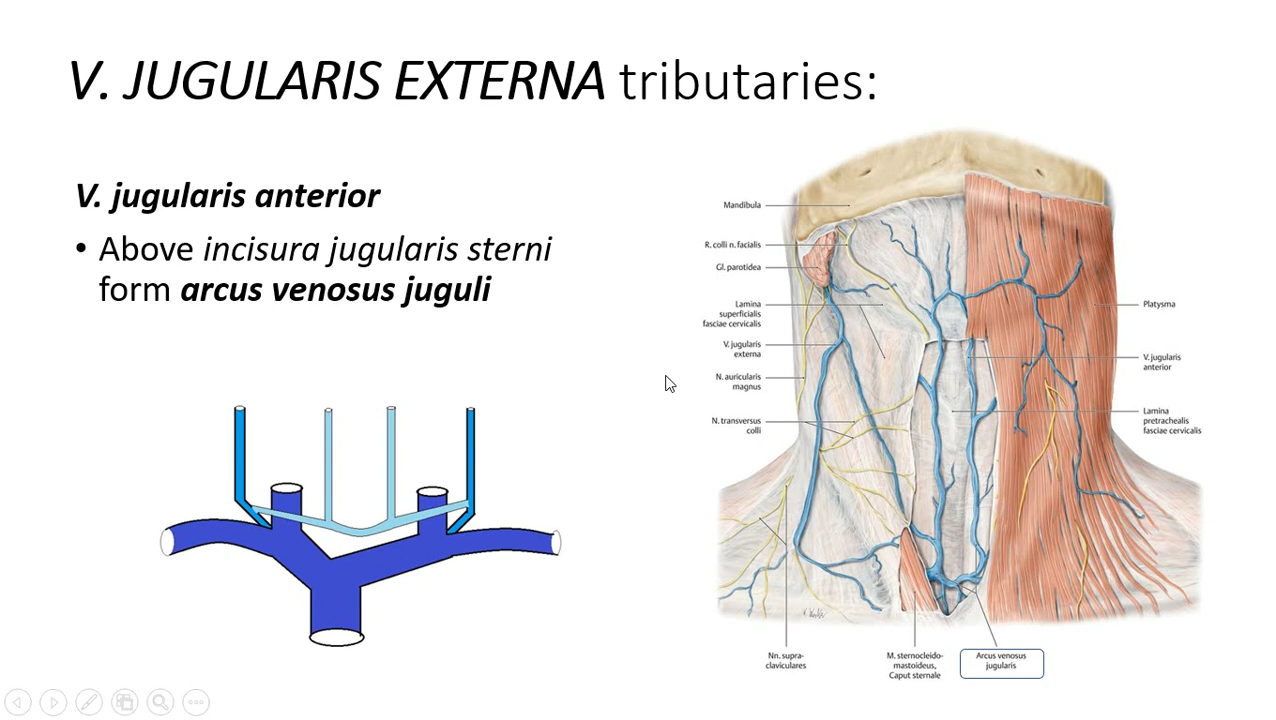 V. JUGULARIS EXTERNA tributaries:
V. jugularis anterior
• Above incisura jugularis sterni
form arcus venosus juguli
Mandibula
R. colli n. facialis
Gl. parotidea
Lamina
superficialis
fasciae cervicalis
V. jugularis
externa
N. auricularis
magnus
N. transversus
colli
Platysma
V. jugularis
anterior
Lamina
pretrachealis
fasciae cervicalis
Nn. supra-
claviculares
M. sternocleido-
mastoideus,
Caput sternale
Arcus venosus
jugularis